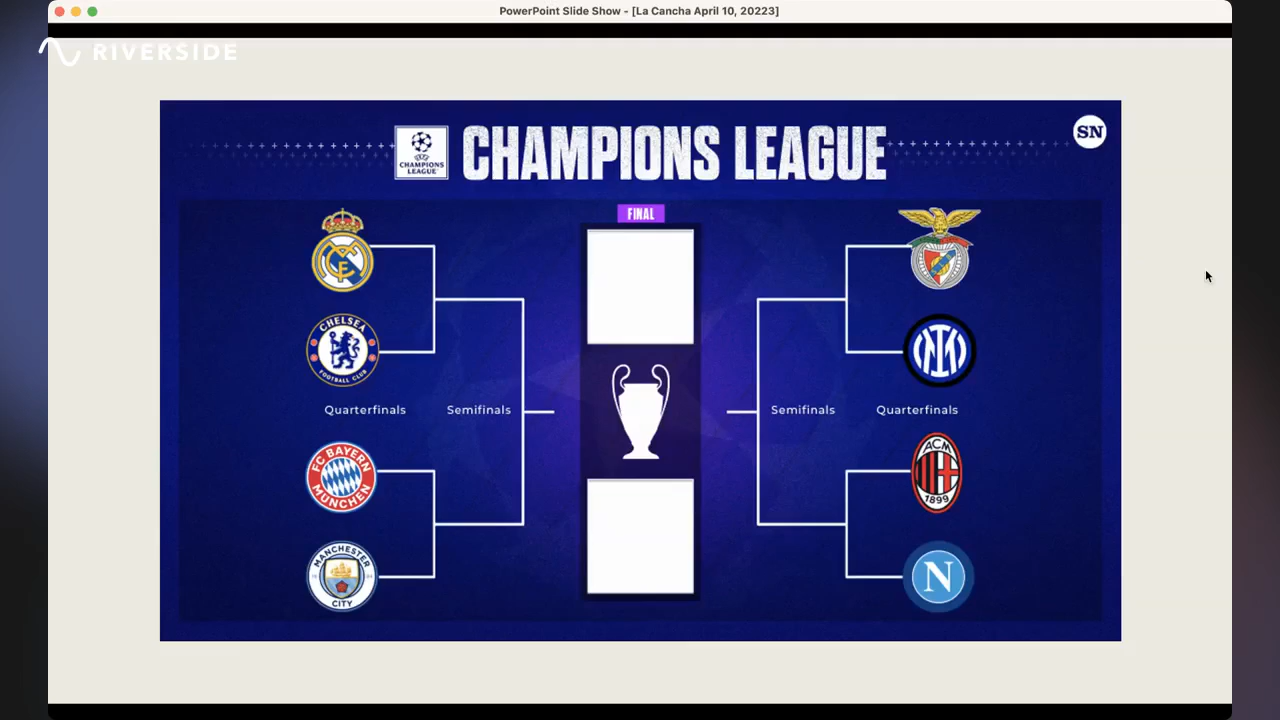 PowerPoint Slide Show - [La Cancha April 10, 20223]
RIVERSIDE
CHAMPIONS LEAGUE
CHAMPIONS LEAGUE
SN
FINAL
CHELSEA
FOOTBALL CLUB
Quarterfinals
Semifinals
Semifinals
Quarterfinals
FC BAYERN
MÜNCHEN
ACM
1899
MANCHESTER
CITY
N